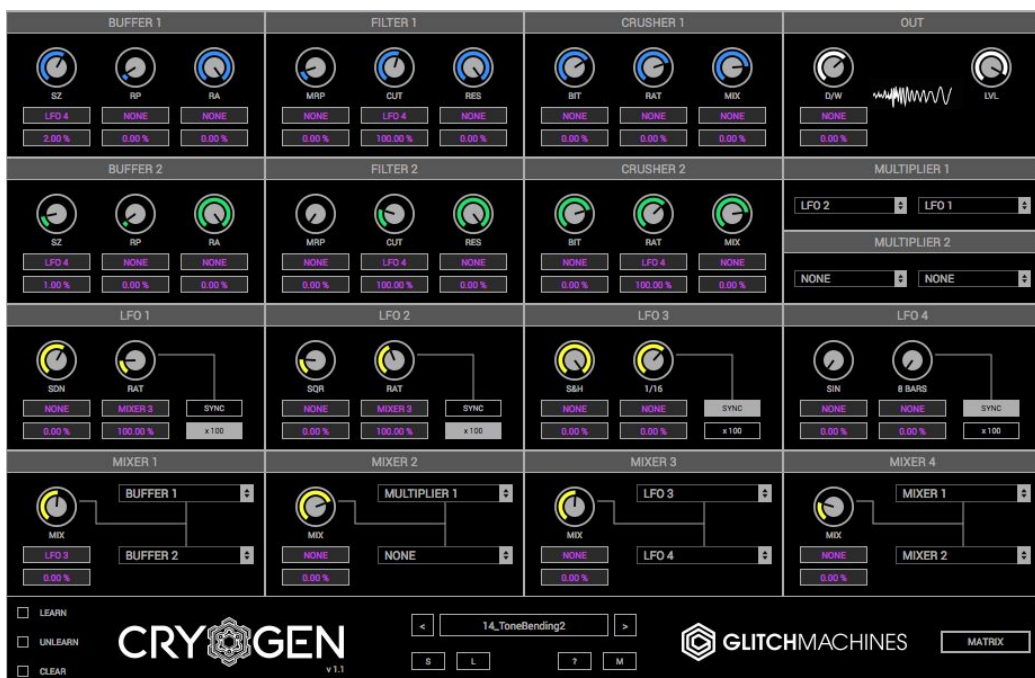 BUFFER 1 FILTER 1 CRUSHER 1 OUT
SZ RP RA MRP CUT RES BIT RAT MIX D/W LVL
LFO 4 NONE NONE NONE LFO 4 NONE NONE NONE NONE NONE
2.00 % 0.00 % 0.00 % 0.00 % 100.00 % 0.00 % 0.00 % 0.00 % 0.00 % 0.00 %
BUFFER 2 FILTER 2 CRUSHER 2 MULTIPLIER 1
LFO 2 LFO 1
SZ RP RA MRP CUT RES BIT RAT MIX MULTIPLIER 2
LFO 4 NONE NONE NONE LFO 4 NONE NONE LFO 4 NONE NONE NONE
1.00 % 0.00 % 0.00 % 0.00 % 100.00 % 0.00 % 0.00 % 100.00 % 0.00 %
LFO 1 LFO 2 LFO 3 LFO 4
SDN RAT SQR RAT S&H 1/16 SIN 8 BARS
NONE MIXER 3 SYNC NONE MIXER 3 SYNC NONE NONE SYNC NONE NONE SYNC
0.00 % 100.00 % x 100 0.00 % 100.00 % x 100 0.00 % 0.00 % x 100 0.00 % 0.00 % x 100
MIXER 1 MIXER 2 MIXER 3 MIXER 4
BUFFER 1 MULTIPLIER 1 LFO 3 MIXER 1
MIX MIX MIX MIX
LFO 3 BUFFER 2 NONE NONE NONE LFO 4 NONE MIXER 2
0.00 % 0.00 % 0.00 % 0.00 %
LEARN
UNLEARN
CLEAR
CRYOGEN
v 1.1
< 14_ToneBending2 >
S L ? M
GLITCHMACHINES
MATRIX